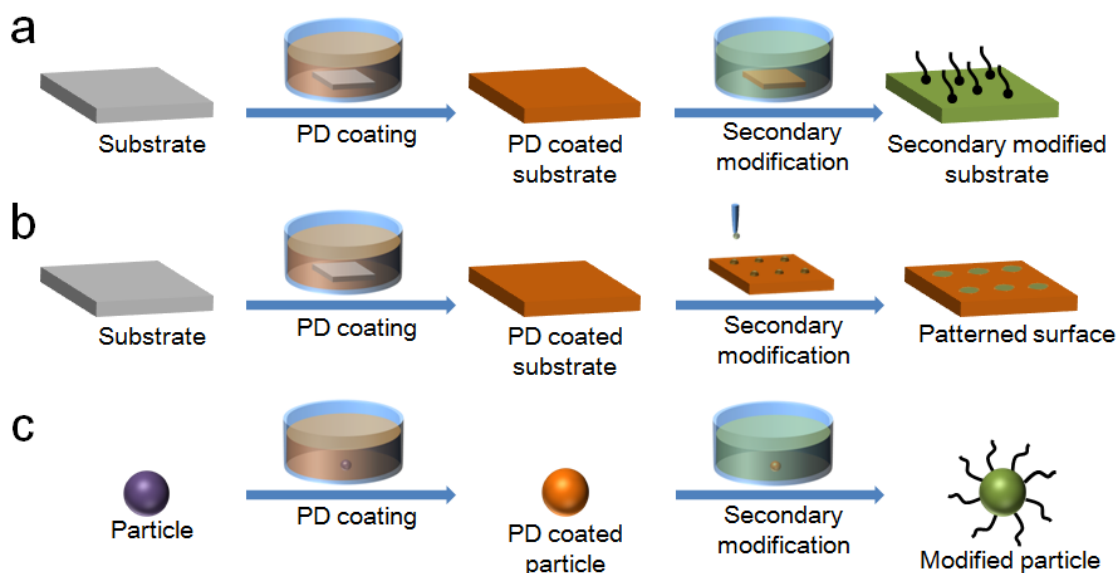 a
Substrate
PD coating
PD coated
substrate
Secondary
modification
Secondary modified
substrate
b
Substrate
PD coating
PD coated
substrate
Secondary
modification
Patterned surface
c
Particle
PD coating
PD coated
particle
Secondary
modification
Modified particle